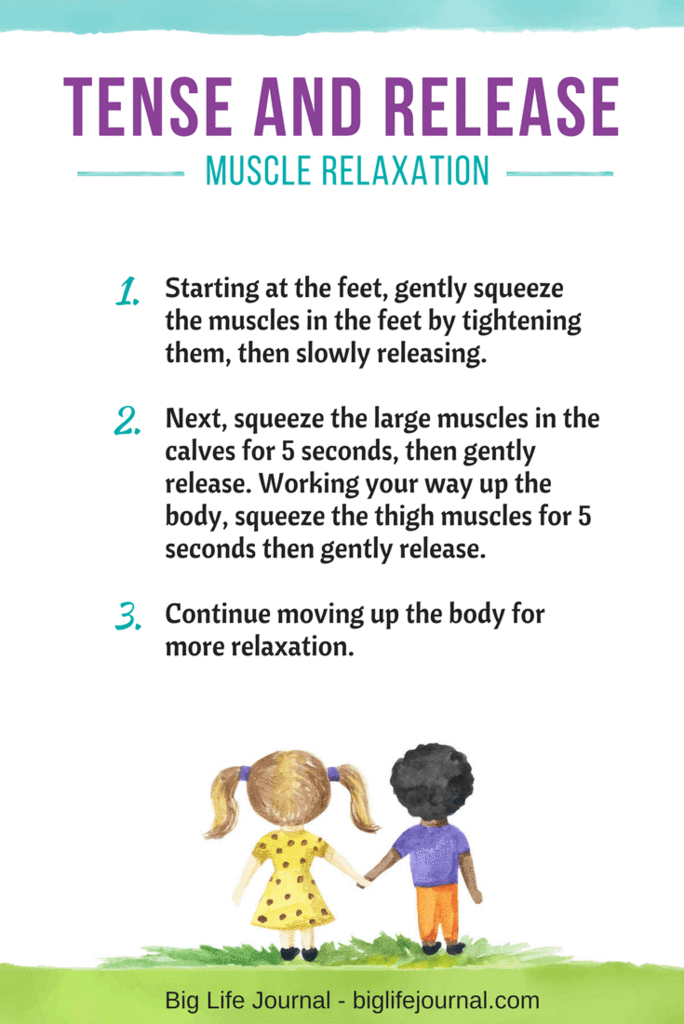 TENSE AND RELEASE
MUSCLE RELAXATION
1. Starting at the feet, gently squeeze
the muscles in the feet by tightening
them, then slowly releasing.
2. Next, squeeze the large muscles in the
calves for 5 seconds, then gently
release. Working your way up the
body, squeeze the thigh muscles for 5
seconds then gently release.
3. Continue moving up the body for
more relaxation.
Big Life Journal - biglifejournal.com